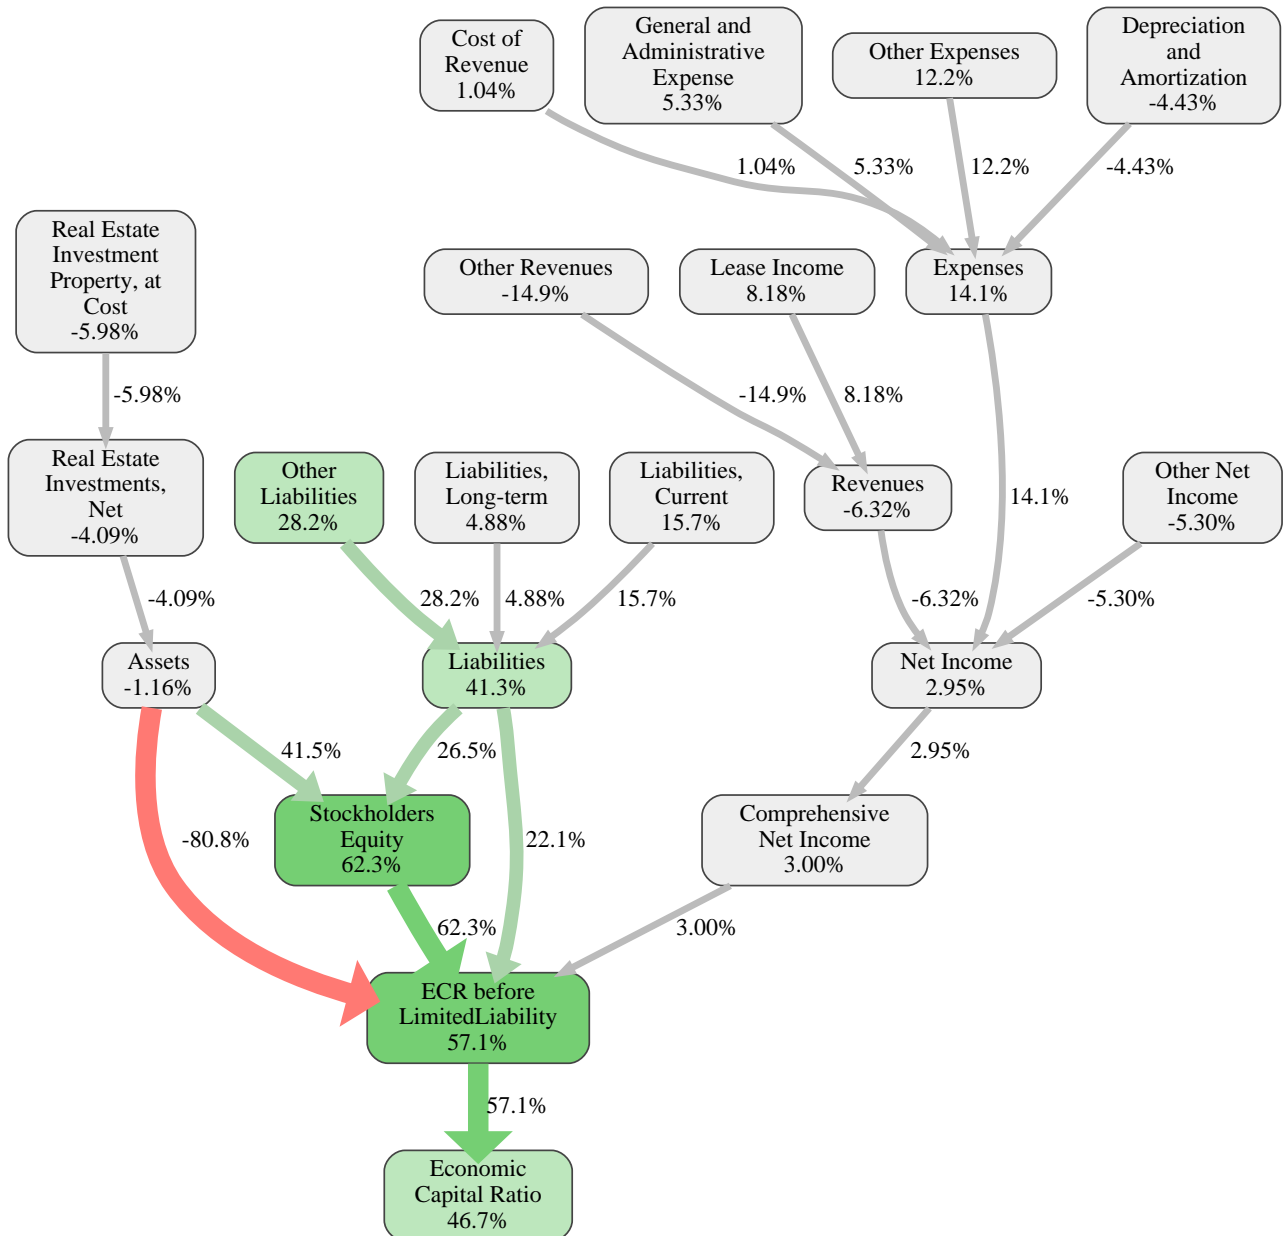 Cost of
Revenue
1.04%
General and
Administrative
Expense
5.33%
Other Expenses
12.2%
Depreciation
and
Amortization
-4.43%
1.04%
5.33%
12.2%
-4.43%
Real Estate
Investment
Property, at
Cost
-5.98%
Other Revenues
-14.9%
Lease Income
8.18%
Expenses
14.1%
-5.98%
-14.9%
8.18%
14.1%
Real Estate
Investments,
Net
-4.09%
Other
Liabilities
28.2%
Liabilities,
Long-term
4.88%
Liabilities,
Current
15.7%
Revenues
-6.32%
Other Net
Income
-5.30%
-4.09%
28.2%
4.88%
15.7%
-6.32%
-5.30%
Assets
-1.16%
Liabilities
41.3%
Net Income
2.95%
41.5%
26.5%
2.95%
-80.8%
22.1%
Stockholders
Equity
62.3%
Comprehensive
Net Income
3.00%
62.3%
3.00%
ECR before
LimitedLiability
57.1%
57.1%
Economic
Capital Ratio
46.7%